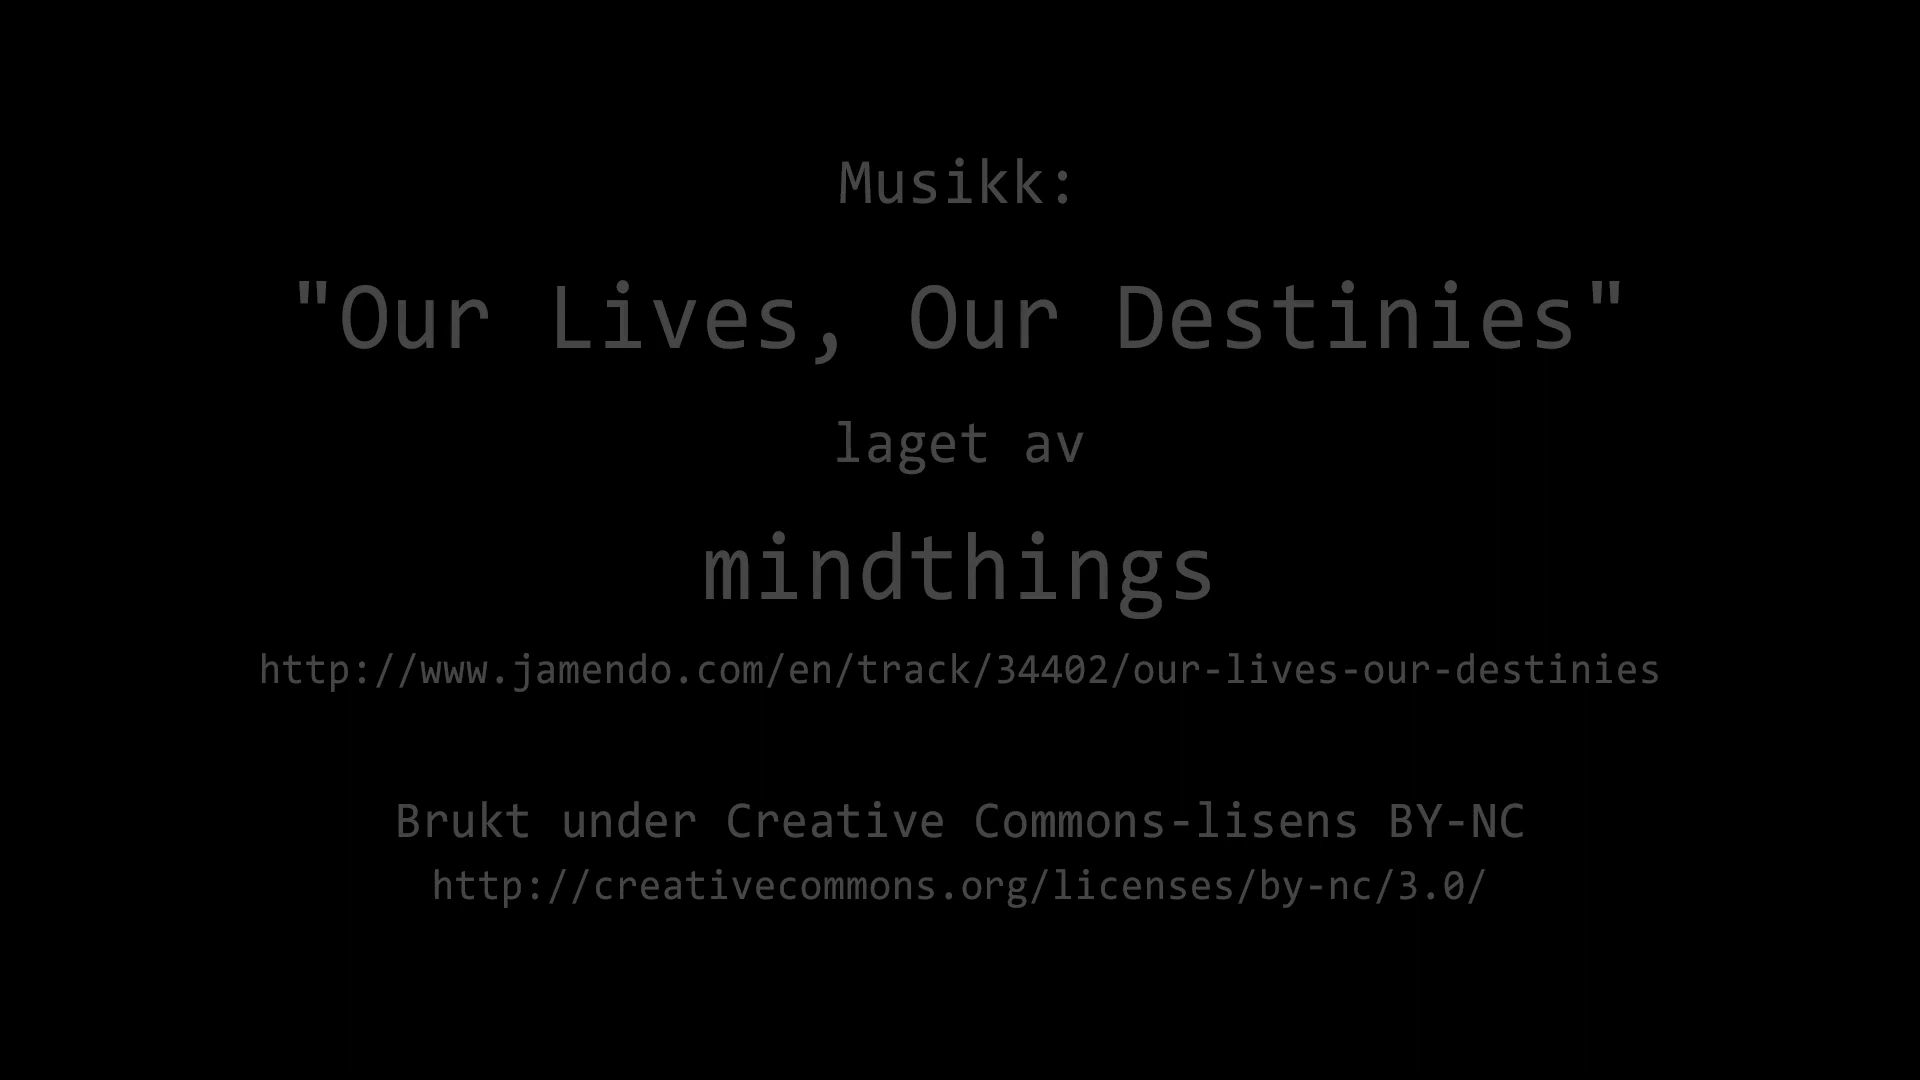 Musikk:
"Our Lives, Our Destinies"
laget av
mindthings
http://www.jamendo.com/en/track/34402/our-lives-our-destinies
Brukt under Creative Commons-lisens BY-NC
http://creativecommons.org/licenses/by-nc/3.0/